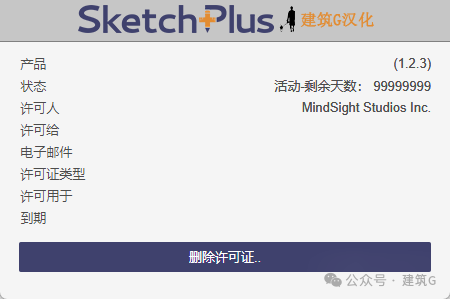 SketchPlus 建筑G汉化
产品 (1.2.3)
状态 活动-剩余天数: 99999999
许可人 MindSight Studios Inc.
许可给
电子邮件
许可证类型
许可用于
到期
删除许可证..
公众号 · 建筑G